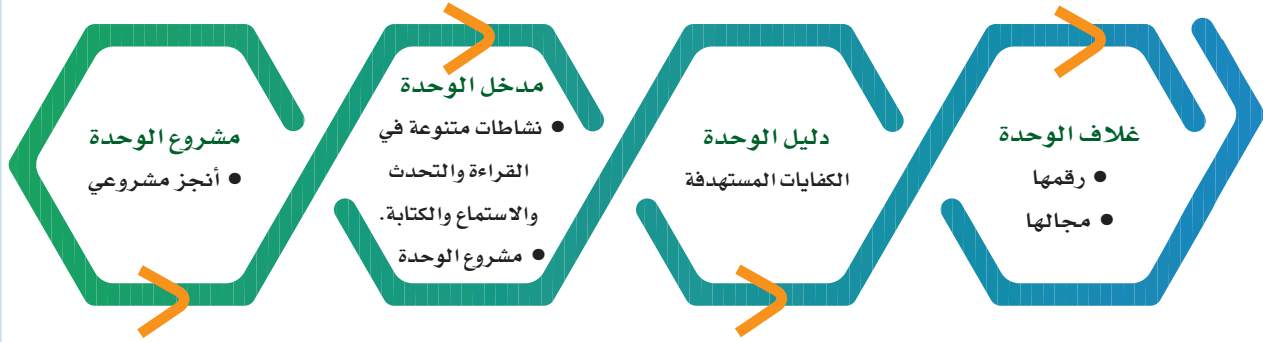 غلاف الوحدة
● رقمها
● مجالها
دليل الوحدة
الكفايات المستهدفة
مدخل الوحدة
● نشاطات متنوعة في
القراءة والتحدث
والاستماع والكتابة.
● مشروع الوحدة
مشروع الوحدة
● أنجز مشروعي